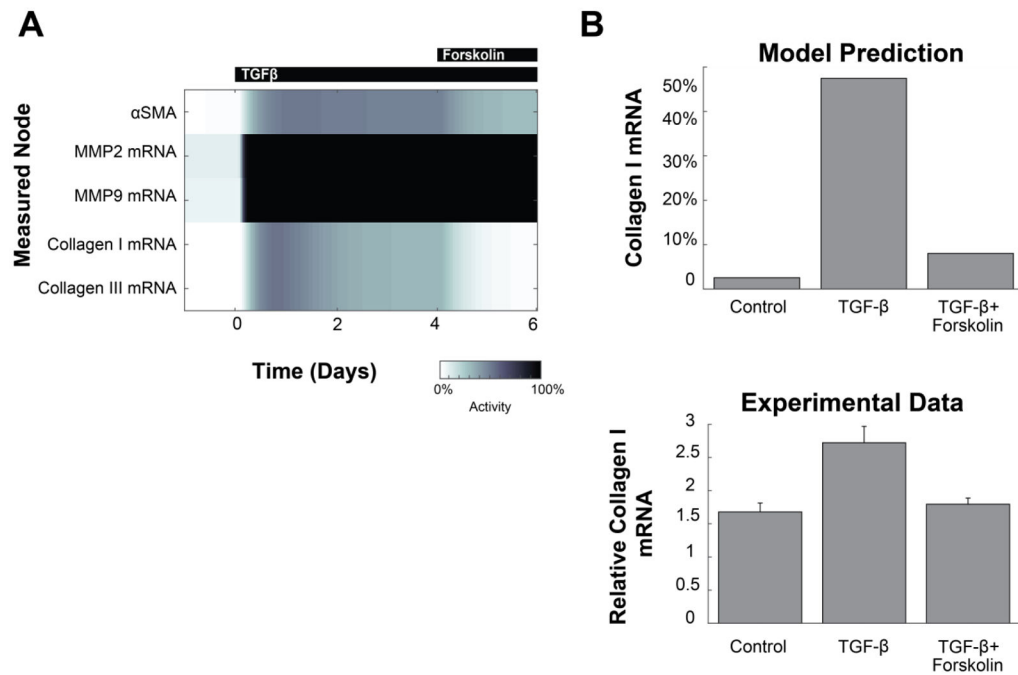 A
Forskolin
TGFβ
Measured Node
αSMA
MMP2 mRNA
MMP9 mRNA
Collagen I mRNA
Collagen III mRNA
0 2 4 6
Time (Days)
0% 100%
Activity
B
Model Prediction
Collagen I mRNA
50%
40%
30%
20%
10%
0
Control TGF-β TGF-β+
Forskolin
Experimental Data
Relative Collagen I
mRNA
3
2.5
2
1.5
1
0.5
0
Control TGF-β TGF-β+
Forskolin